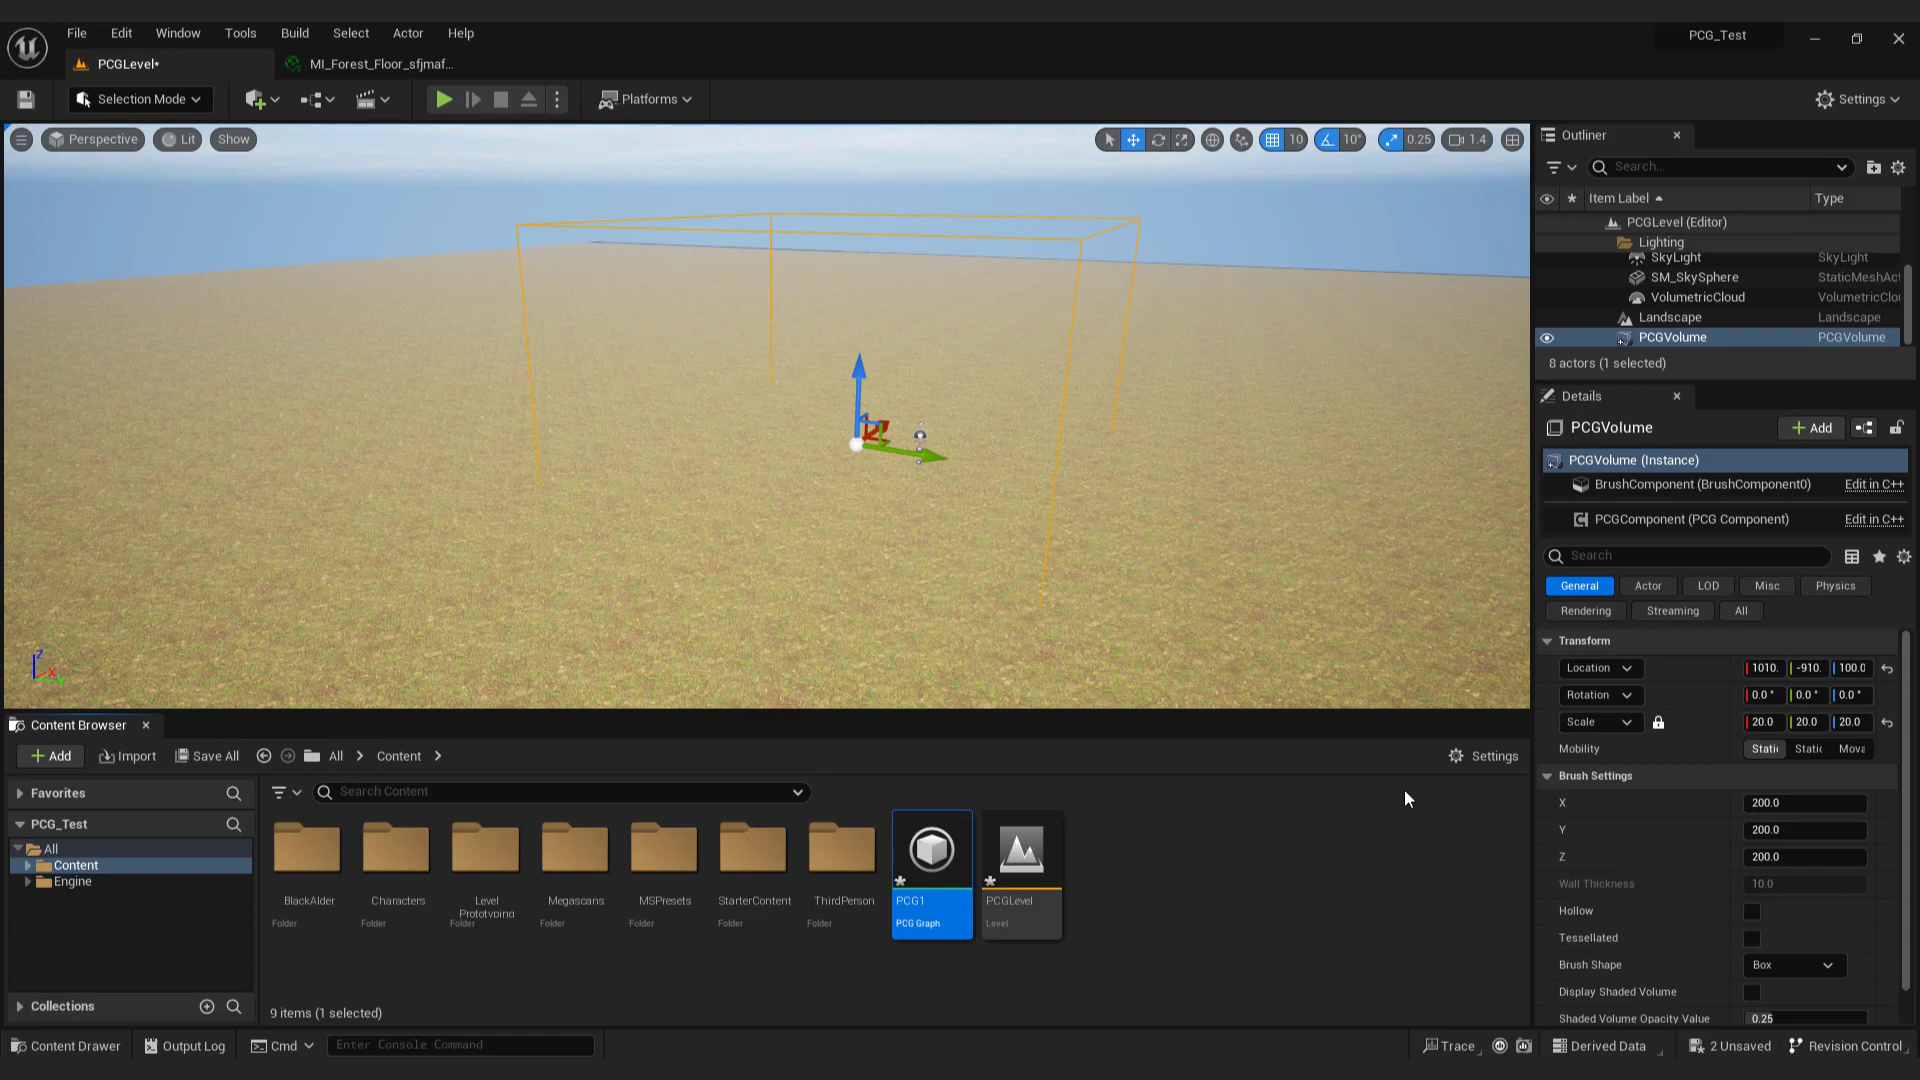 File Edit Window Tools Build Select Actor Help
PCG_Test
PCGLevel*
MI_Forest_Floor_sfjmaf...
Selection Mode
Platforms
Settings
Perspective Lit Show
10 10° 0.25 1.4
Outliner
Search...
Item Label Type
PCGLevel (Editor)
Lighting
SkyLight SkyLight
SM_SkySphere StaticMeshAct
VolumetricCloud VolumetricClou
Landscape Landscape
PCGVolume PCGVolume
8 actors (1 selected)
Details
PCGVolume
Add
PCGVolume (Instance)
BrushComponent (BrushComponent0) Edit in C++
PCGComponent (PCG Component) Edit in C++
Search
General Actor LOD Misc Physics
Rendering Streaming All
Transform
Location 1010. -910. 100.0
Rotation 0.0 ° 0.0 ° 0.0 °
Scale 20.0 20.0 20.0
Mobility Static Static Mova
Brush Settings
X 200.0
Y 200.0
Z 200.0
Wall Thickness 10.0
Hollow
Tessellated
Brush Shape Box
Display Shaded Volume
Shaded Volume Opacity Value 0.25
Z
X
Y
Content Browser
Add Import Save All All Content Settings
Favorites
Search Content
PCG_Test
All
Content
Engine
Collections
BlackAlder
Folder
Characters
Folder
Level
Prototyping
Folder
Megascans
Folder
MSPresets
Folder
StarterContent
Folder
ThirdPerson
Folder
PCG1
PCG Graph
PCGLevel
Level
9 items (1 selected)
Content Drawer Output Log Cmd Enter Console Command
Trace Derived Data 2 Unsaved Revision Control